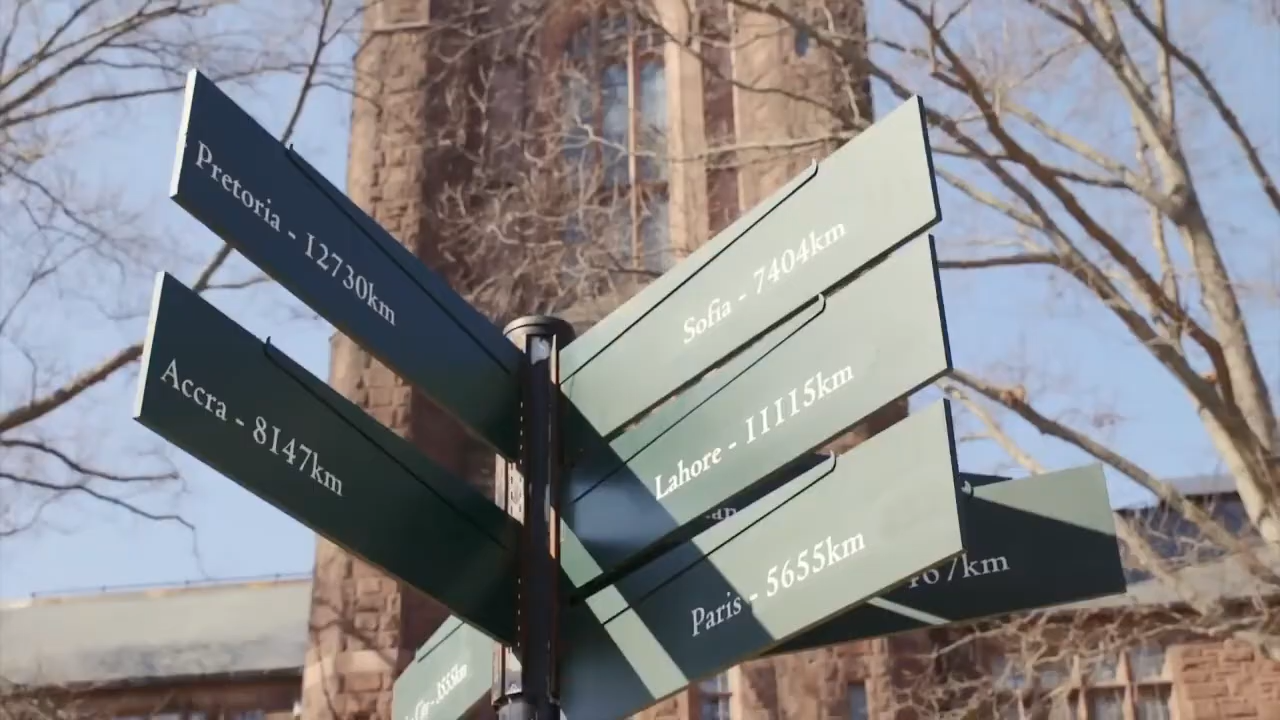 Pretoria - 12730km
Accra - 8147km
Sofia - 7404km
Lahore - 11115km
Paris - 5655km